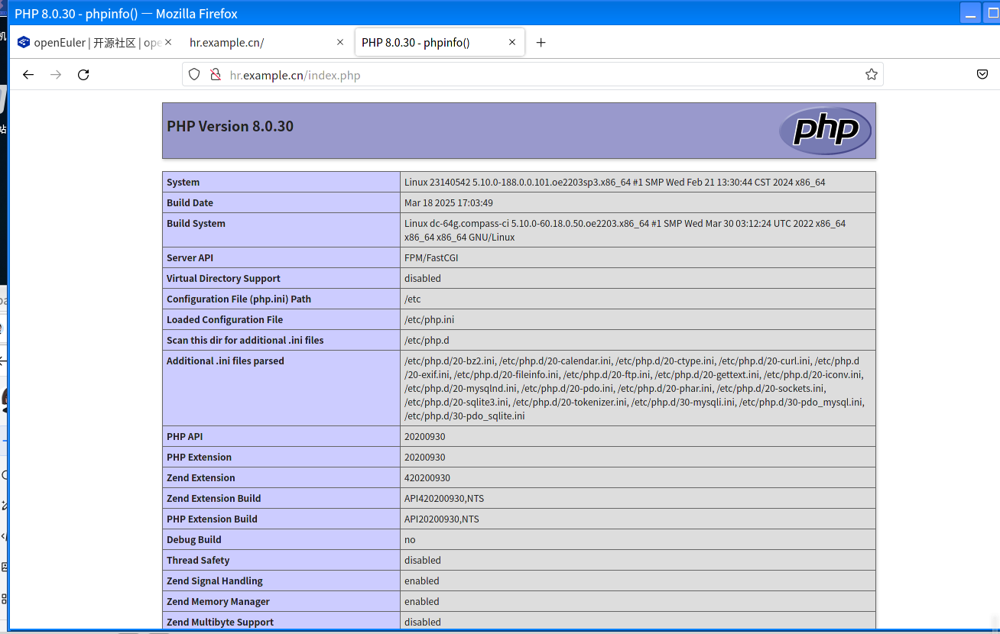 PHP 8.0.30 - phpinfo() — Mozilla Firefox
机
openEuler | 开源社区 | ope
hr.example.cn/
PHP 8.0.30 - phpinfo()
hr.example.cn/index.php
站
PHP Version 8.0.30
php
System Linux 23140542 5.10.0-188.0.0.101.oe2203sp3.x86_64 #1 SMP Wed Feb 21 13:30:44 CST 2024 x86_64
Build Date Mar 18 2025 17:03:49
Build System Linux dc-64g.compass-ci 5.10.0-60.18.0.50.oe2203.x86_64 #1 SMP Wed Mar 30 03:12:24 UTC 2022 x86_64
x86_64 x86_64 GNU/Linux
Server API FPM/FastCGI
Virtual Directory Support disabled
Configuration File (php.ini) Path /etc
Loaded Configuration File /etc/php.ini
Scan this dir for additional .ini files /etc/php.d
Additional .ini files parsed /etc/php.d/20-bz2.ini, /etc/php.d/20-calendar.ini, /etc/php.d/20-ctype.ini, /etc/php.d/20-curl.ini, /etc/php.d
/20-exif.ini, /etc/php.d/20-fileinfo.ini, /etc/php.d/20-ftp.ini, /etc/php.d/20-gettext.ini, /etc/php.d/20-iconv.ini,
/etc/php.d/20-mysqlnd.ini, /etc/php.d/20-pdo.ini, /etc/php.d/20-phar.ini, /etc/php.d/20-sockets.ini,
/etc/php.d/20-sqlite3.ini, /etc/php.d/20-tokenizer.ini, /etc/php.d/30-mysqli.ini, /etc/php.d/30-pdo_mysql.ini,
/etc/php.d/30-pdo_sqlite.ini
PHP API 20200930
PHP Extension 20200930
Zend Extension 420200930
Zend Extension Build API420200930,NTS
PHP Extension Build API20200930,NTS
Debug Build no
Thread Safety disabled
Zend Signal Handling enabled
Zend Memory Manager enabled
Zend Multibyte Support disabled